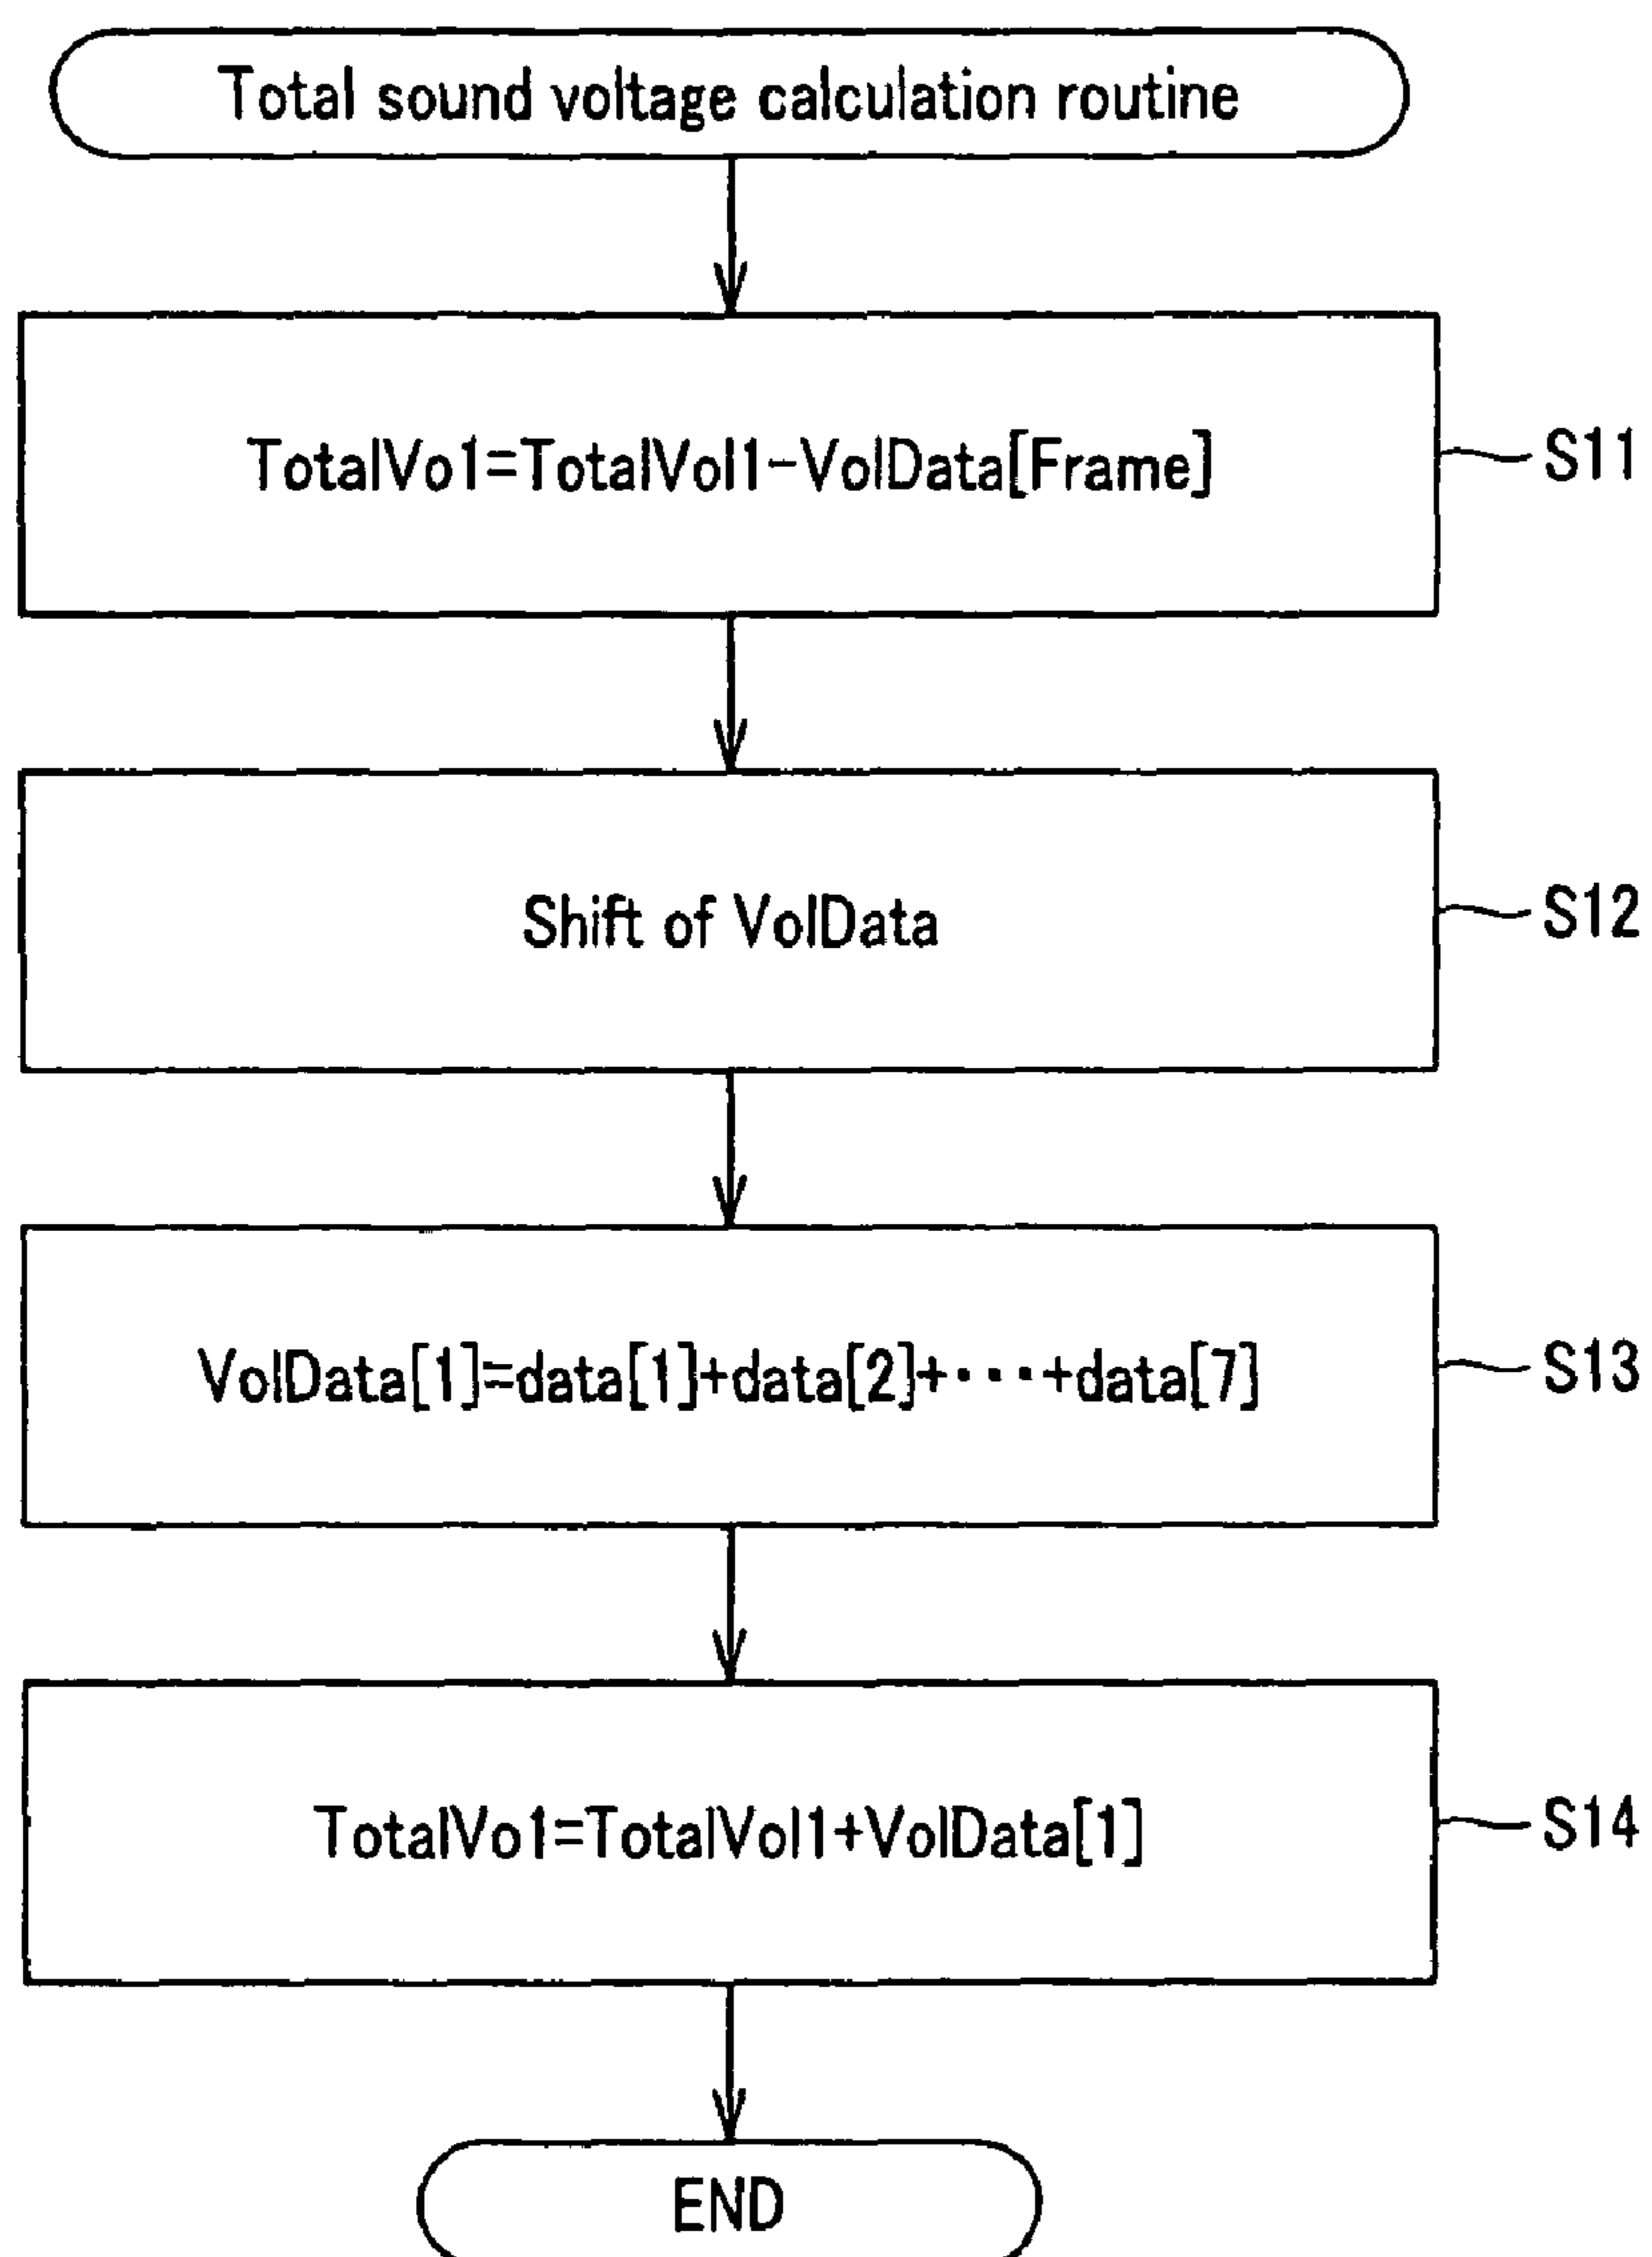 Total sound voltage calculation routine
TotalVo1=TotalVol1-VolData[Frame]
S11
Shift of VolData
S12
VolData[1]=data[1]+data[2]+···+data[7]
S13
TotalVo1=TotalVol1+VolData[1]
S14
END